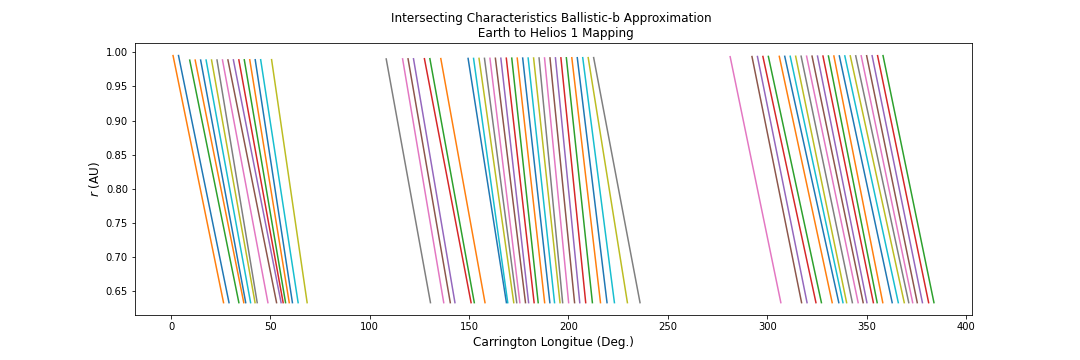 Intersecting Characteristics Ballistic-b Approximation
Earth to Helios 1 Mapping
1.00
0.95
0.90
0.85
0.80
0.75
0.70
0.65
r (AU)
0 50 100 150 200 250 300 350 400
Carrington Longitue (Deg.)